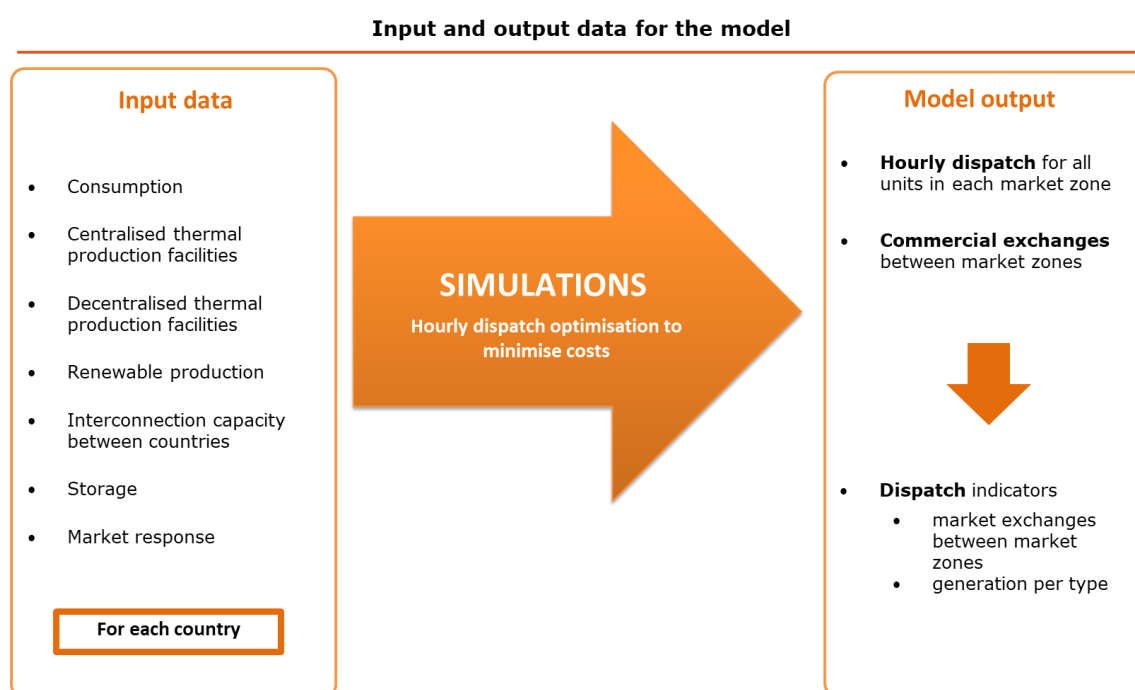 Input and output data for the model
Input data
• Consumption
• Centralised thermal
production facilities
• Decentralised thermal
production facilities
• Renewable production
• Interconnection capacity
between countries
• Storage
• Market response
For each country
SIMULATIONS
Hourly dispatch optimisation to
minimise costs
Model output
• Hourly dispatch for all
units in each market zone
• Commercial exchanges
between market zones
• Dispatch indicators
• market exchanges
between market
zones
• generation per type